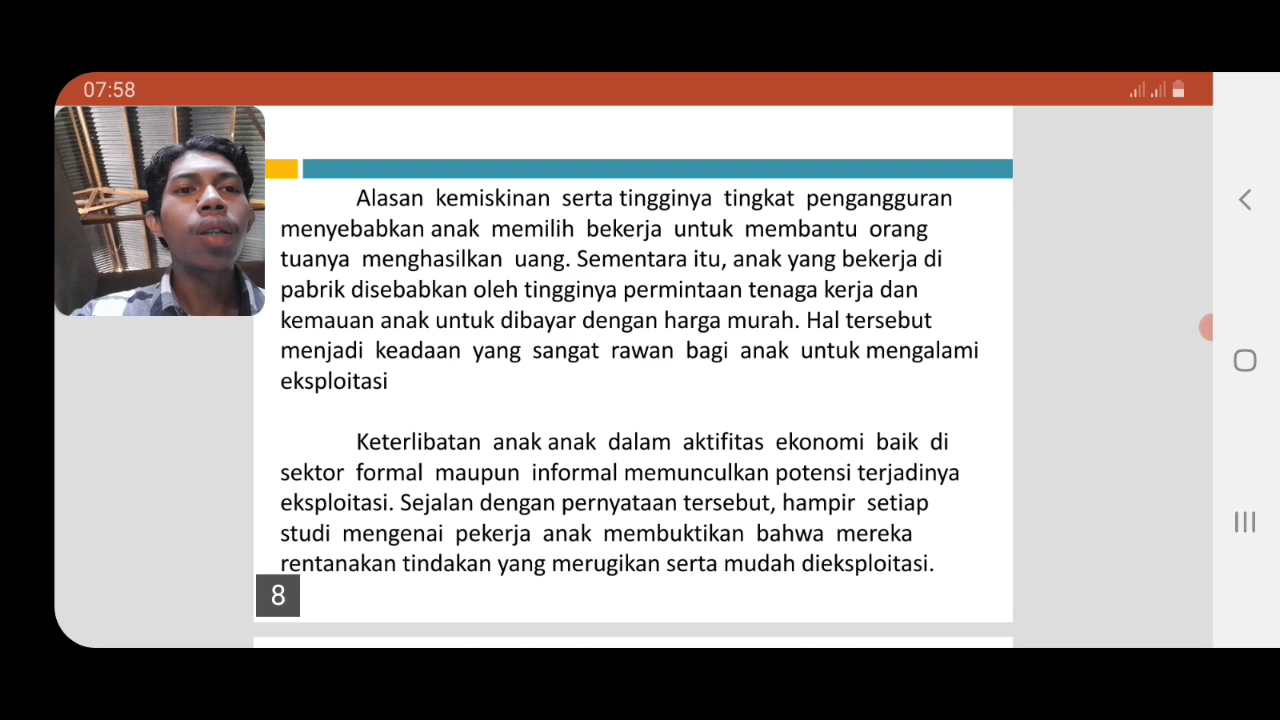 07:58
Alasan kemiskinan serta tingginya tingkat pengangguran
menyebabkan anak memilih bekerja untuk membantu orang
tuanya menghasilkan uang. Sementara itu, anak yang bekerja di
pabrik disebabkan oleh tingginya permintaan tenaga kerja dan
kemauan anak untuk dibayar dengan harga murah. Hal tersebut
menjadi keadaan yang sangat rawan bagi anak untuk mengalami
eksploitasi
Keterlibatan anak anak dalam aktifitas ekonomi baik di
sektor formal maupun informal memunculkan potensi terjadinya
eksploitasi. Sejalan dengan pernyataan tersebut, hampir setiap
studi mengenai pekerja anak membuktikan bahwa mereka
rentanakan tindakan yang merugikan serta mudah dieksploitasi.
8